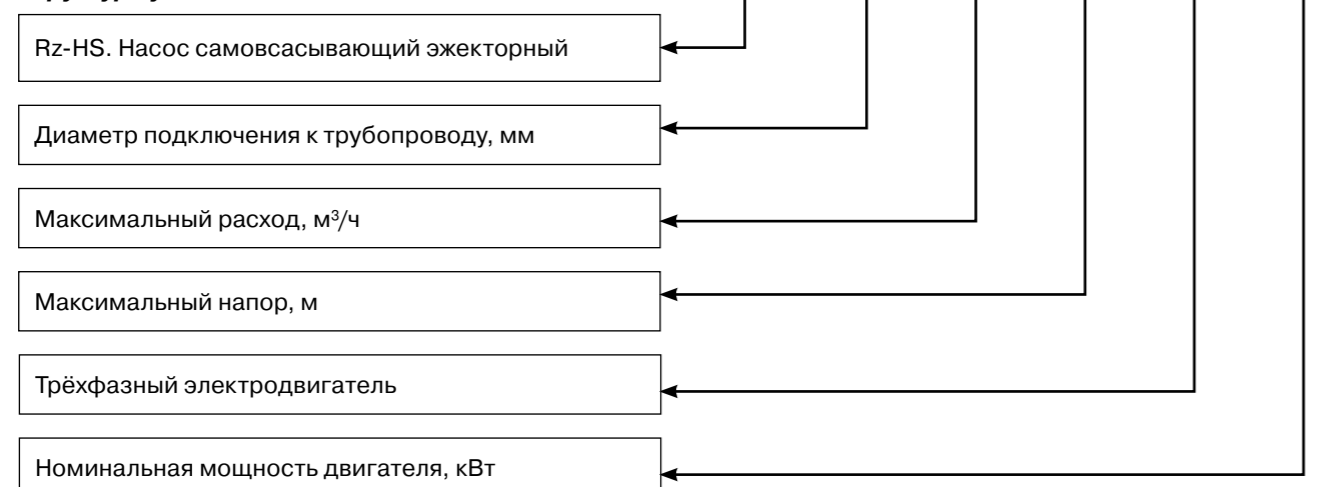 Rz-HS. Насос самовсасывающий эжекторный
Диаметр подключения к трубопроводу, мм
Максимальный расход, м³/ч
Максимальный напор, м
Трёхфазный электродвигатель
Номинальная мощность двигателя, кВт